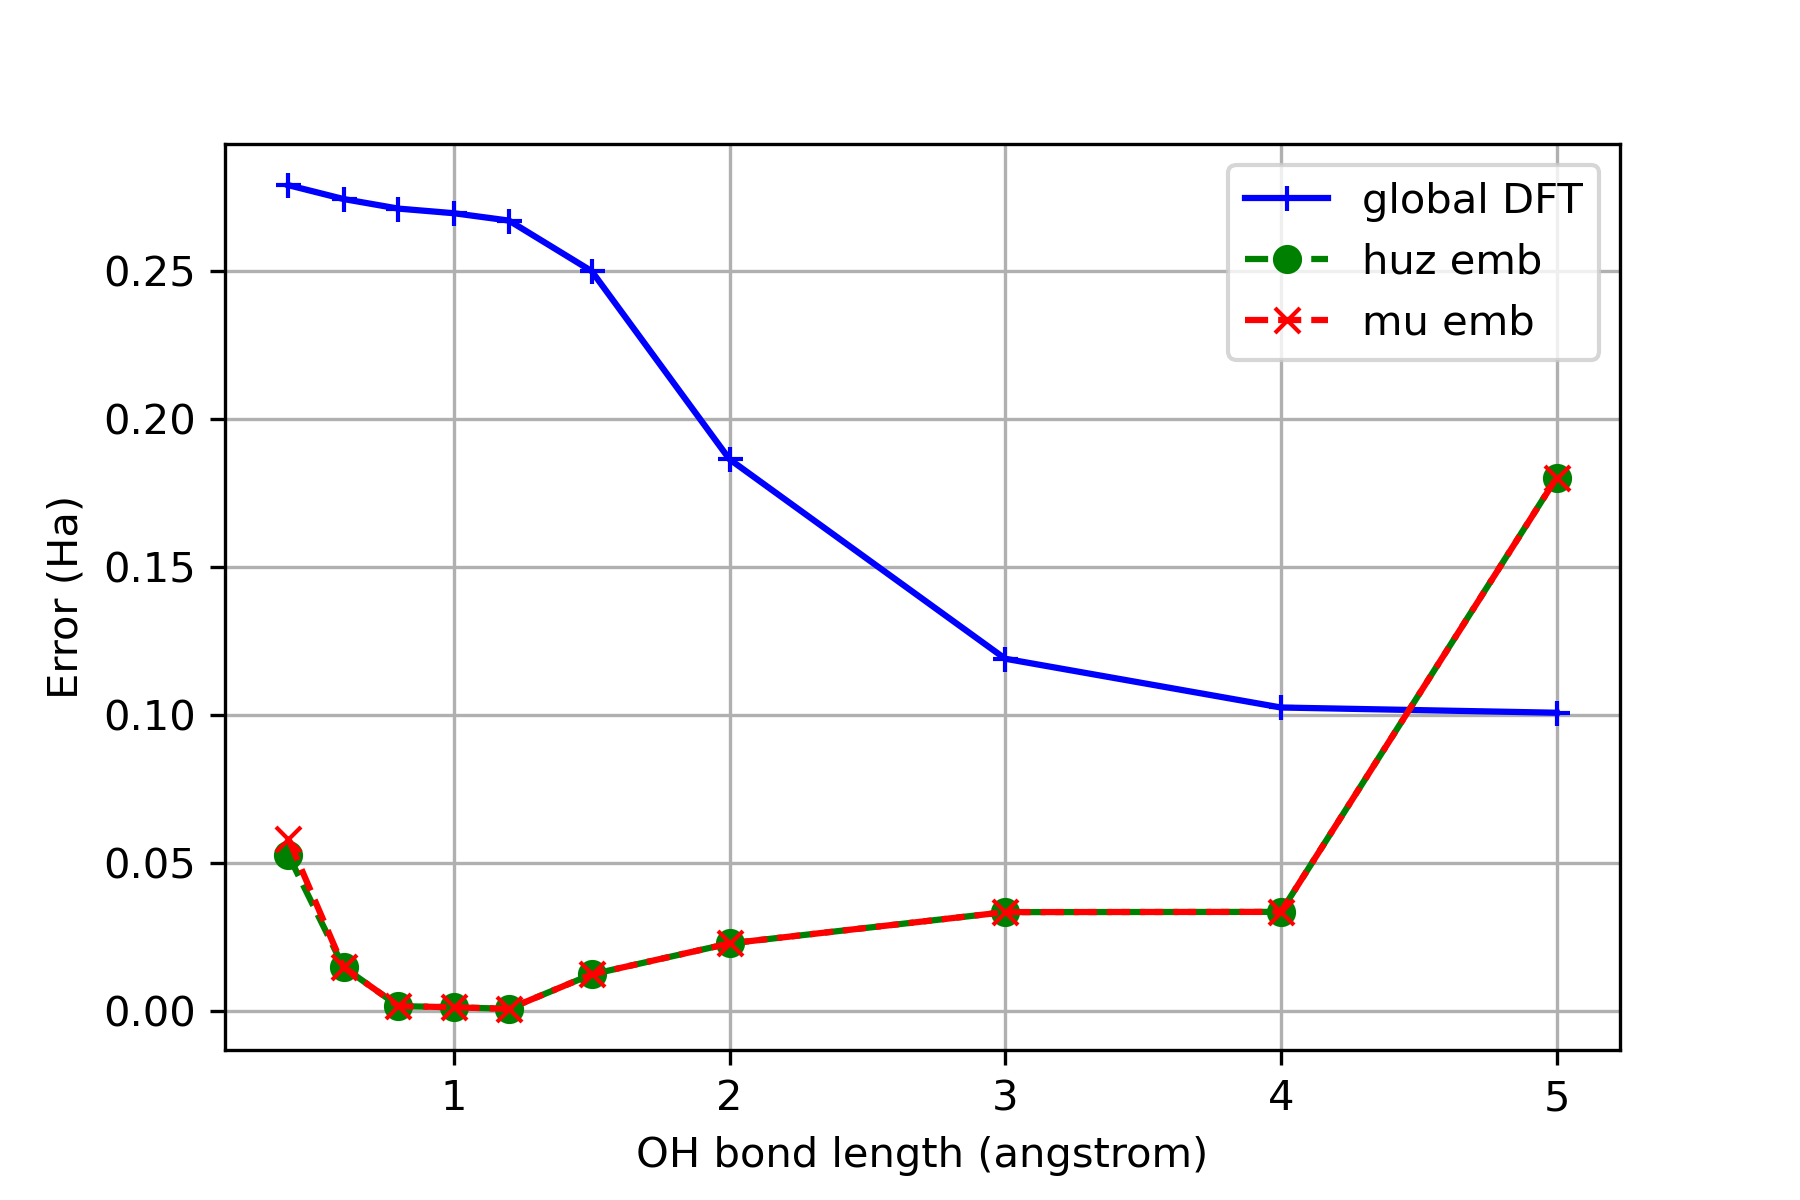 global DFT
huz emb
mu emb
0.25
0.20
0.15
0.10
0.05
0.00
Error (Ha)
1 2 3 4 5
OH bond length (angstrom)